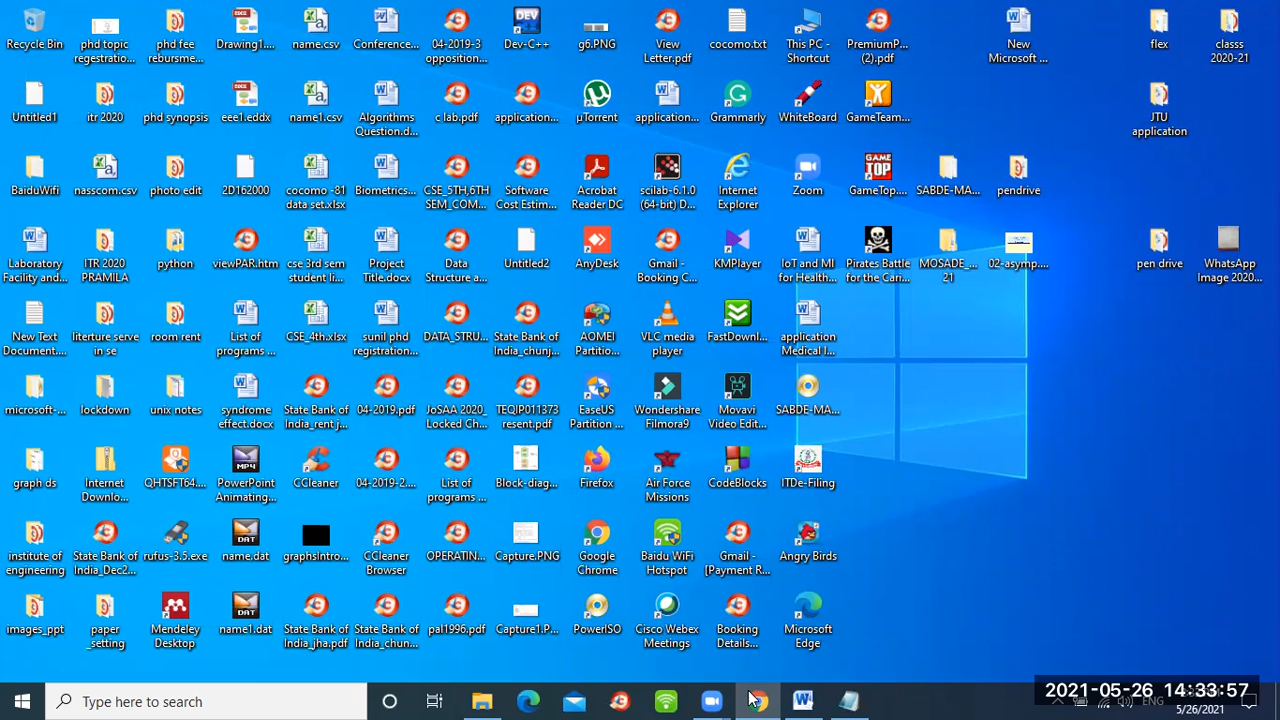 Recycle Bin
phd topic
regestratio...
phd fee
rebursme...
Drawing1....
name.csv
Conference...
04-2019-3
opposition...
Dev-C++
g6.PNG
View
Letter.pdf
cocomo.txt
This PC -
Shortcut
PremiumP...
(2).pdf
New
Microsoft ...
flex
classs
2020-21
Untitled1
itr 2020
phd synopsis
eee1.eddx
name1.csv
Algorithms
Question.d...
c lab.pdf
application...
µTorrent
application...
Grammarly
WhiteBoard
GameTeam...
JTU
application
BaiduWifi
nasscom.csv
photo edit
2D162000
cocomo -81
data set.xlsx
Biometrics...
CSE_5TH,6TH
SEM_COM...
Software
Cost Estim...
Acrobat
Reader DC
scilab-6.1.0
(64-bit) D...
Internet
Explorer
Zoom
GameTop....
SABDE-MA...
pendrive
Laboratory
Facility and...
ITR 2020
PRAMILA
python
viewPAR.htm
cse 3rd sem
student li...
Project
Title.docx
Data
Structure a...
Untitled2
AnyDesk
Gmail -
Booking C...
KMPlayer
IoT and MI
for Health...
Pirates Battle
for the Cari...
MOSADE_...
21
02-asymp....
pen drive
WhatsApp
Image 2020...
New Text
Document....
literture serve
in se
room rent
List of
programs ...
CSE_4th.xlsx
sunil phd
registration...
DATA_STRU...
State Bank of
India_chunj...
AOMEI
Partitio...
VLC media
player
FastDownl...
application
Medical I...
microsoft-...
lockdown
unix notes
syndrome
effect.docx
State Bank of
India_rent j...
04-2019.pdf
JoSAA 2020_
Locked Ch...
TEQIP011373
resent.pdf
EaseUS
Partition ...
Wondershare
Filmora9
Movavi
Video Edit...
SABDE-MA...
graph ds
Internet
Downlo...
QHTSFT64...
PowerPoint
Animating...
CCleaner
04-2019-2....
List of
programs ...
Block-diag...
Firefox
Air Force
Missions
CodeBlocks
ITDe-Filing
institute of
engineering
State Bank of
India_Dec2...
rufus-3.5.exe
name.dat
graphsIntro...
CCleaner
Browser
OPERATIN...
Capture.PNG
Google
Chrome
Baidu WiFi
Hotspot
Gmail -
[Payment R...
Angry Birds
images_ppt
paper
_setting
Mendeley
Desktop
name1.dat
State Bank of
India_jha.pdf
State Bank of
India_chun...
pal1996.pdf
Capture1.P...
PowerISO
Cisco Webex
Meetings
Booking
Details...
Microsoft
Edge
Type here to search
ENG
2021-05-26 14:33:57
5/26/2021